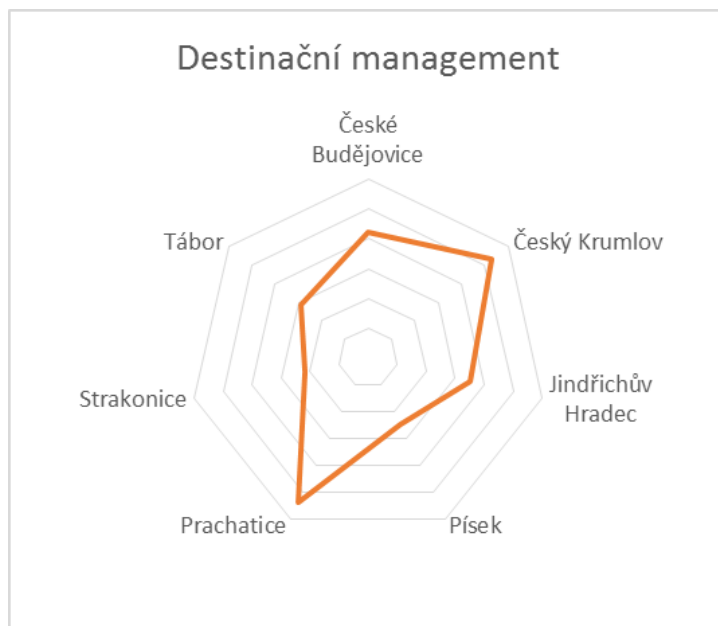 Destinační management
České
Budějovice
Český Krumlov
Tábor
Jindřichův
Hradec
Strakonice
Písek
Prachatice